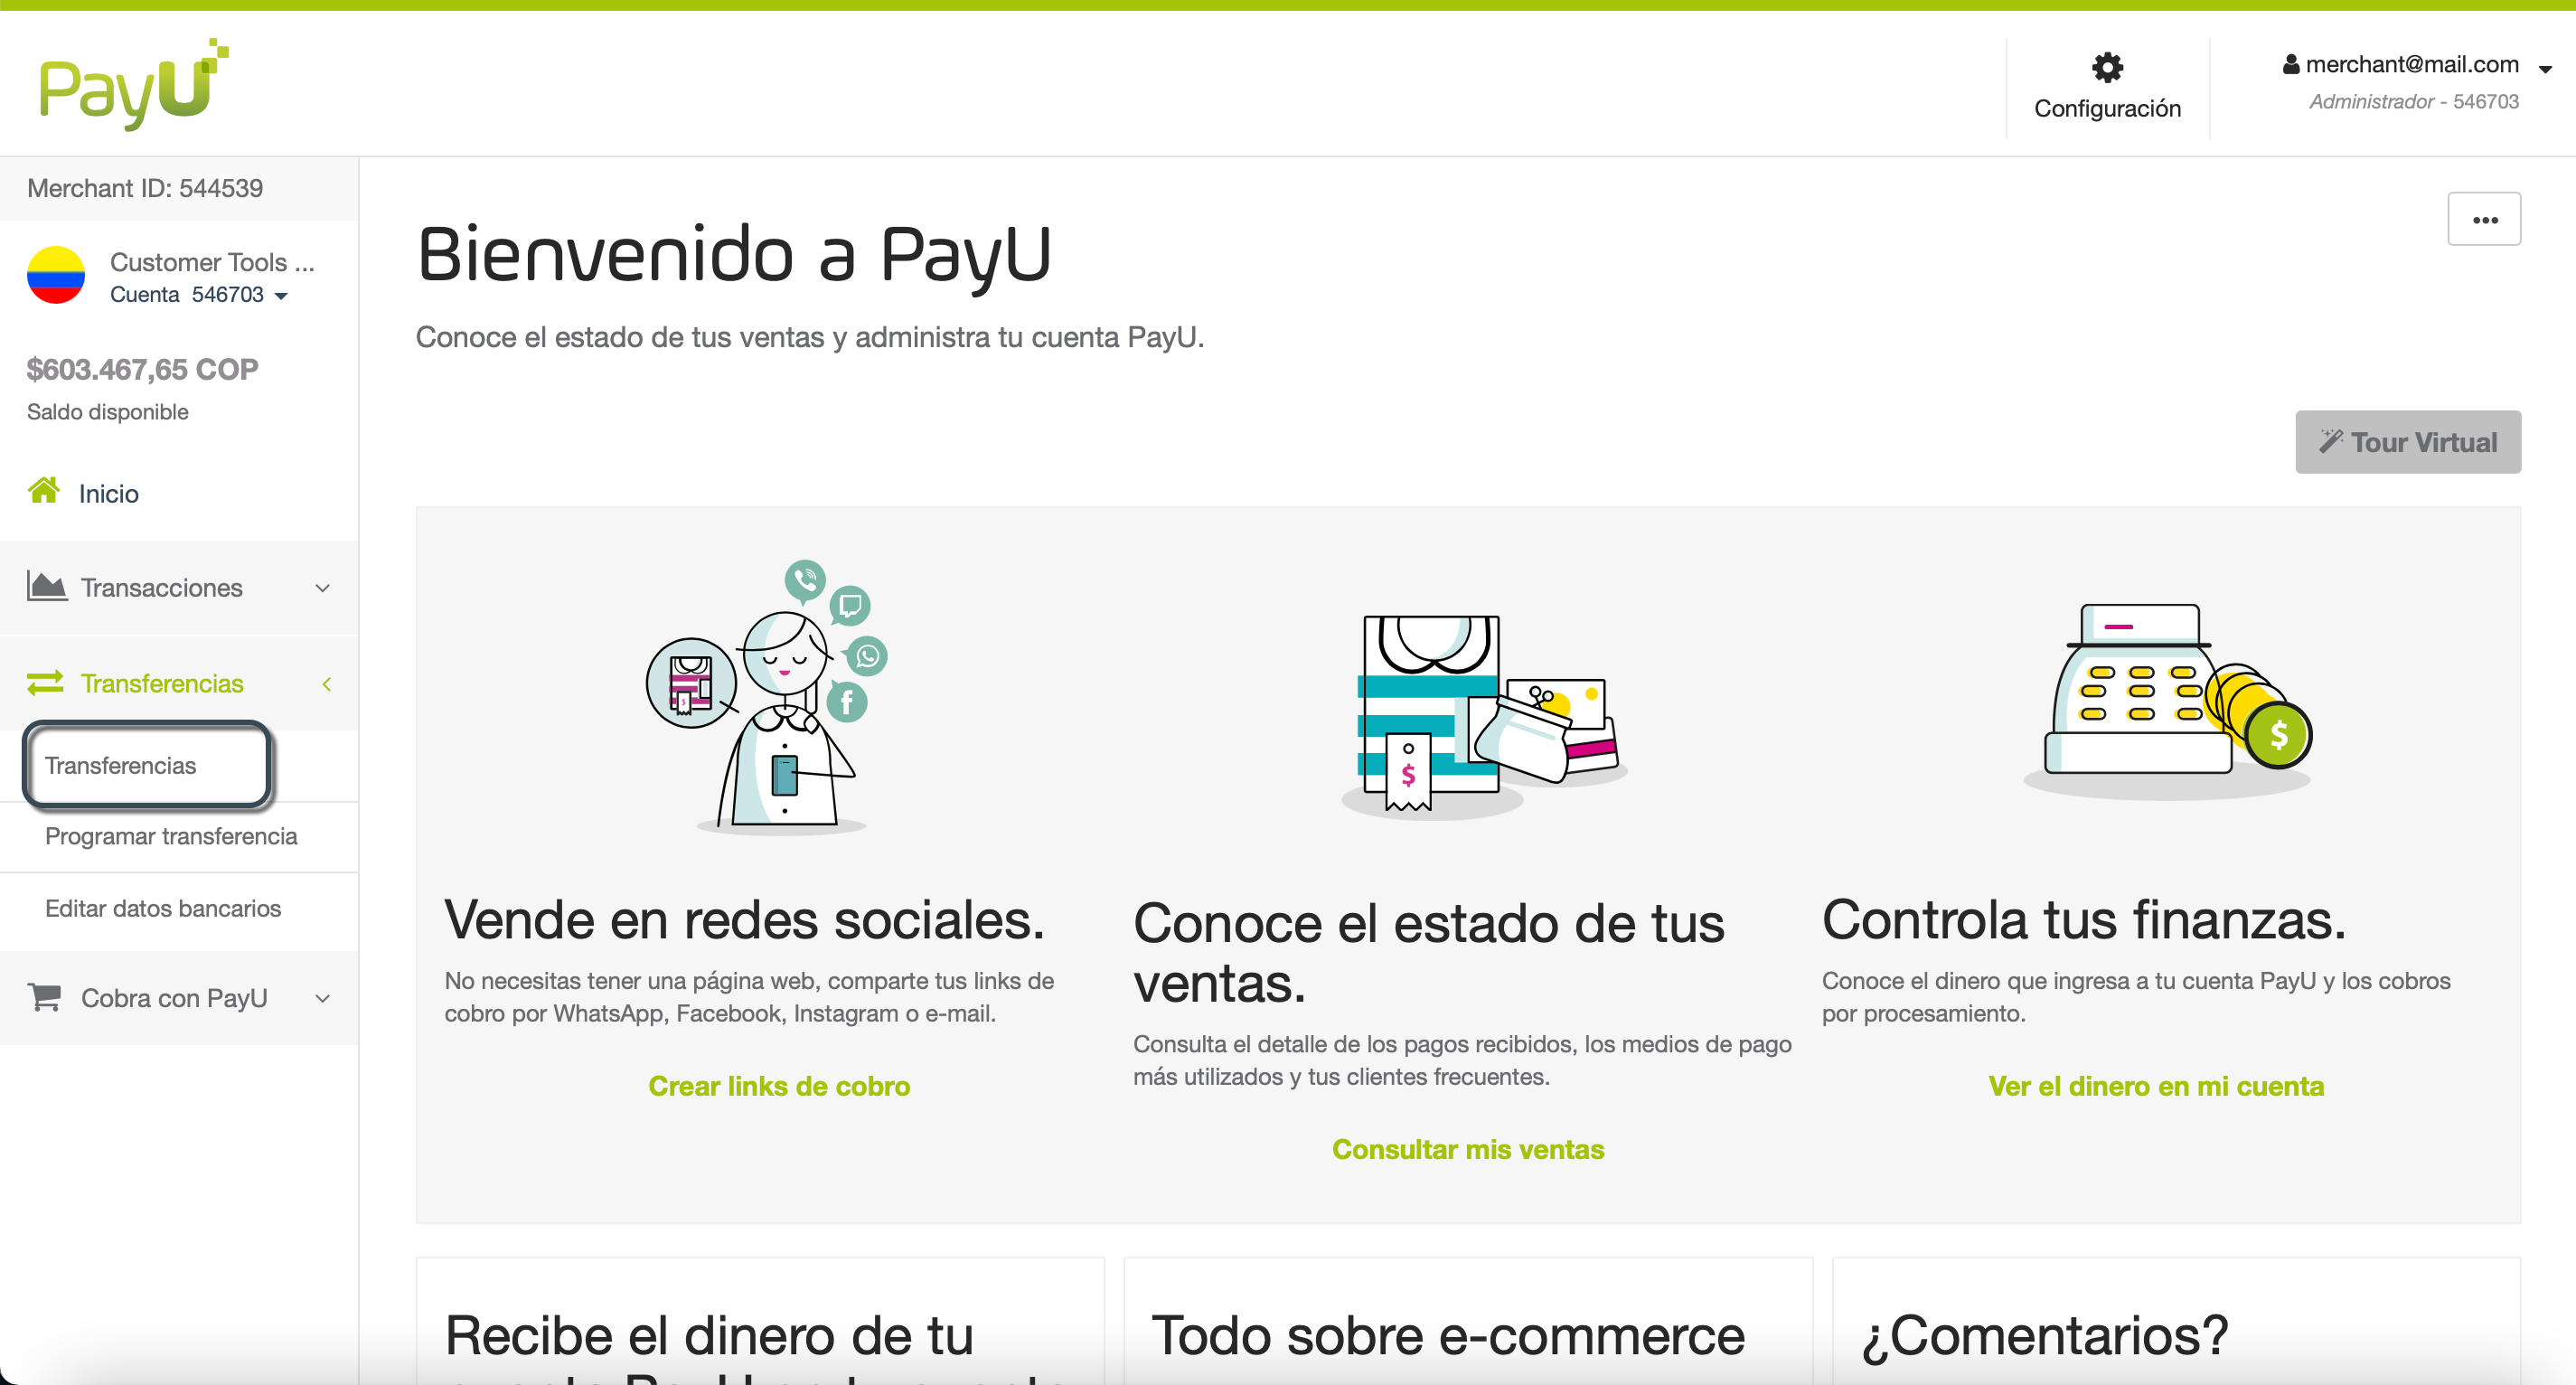 PayU
Configuración
merchant@mail.com
Administrador - 546703
Merchant ID: 544539
Customer Tools ...
Cuenta 546703
$603.467,65 COP
Saldo disponible
Inicio
Transacciones
Transferencias
Transferencias
Programar transferencia
Editar datos bancarios
Cobra con PayU
Bienvenido a PayU
Conoce el estado de tus ventas y administra tu cuenta PayU.
Tour Virtual
Vende en redes sociales.
No necesitas tener una página web, comparte tus links de
cobro por WhatsApp, Facebook, Instagram o e-mail.
Crear links de cobro
Conoce el estado de tus
ventas.
Consulta el detalle de los pagos recibidos, los medios de pago
más utilizados y tus clientes frecuentes.
Consultar mis ventas
Controla tus finanzas.
Conoce el dinero que ingresa a tu cuenta PayU y los cobros
por procesamiento.
Ver el dinero en mi cuenta
Recibe el dinero de tu
Todo sobre e-commerce
¿Comentarios?